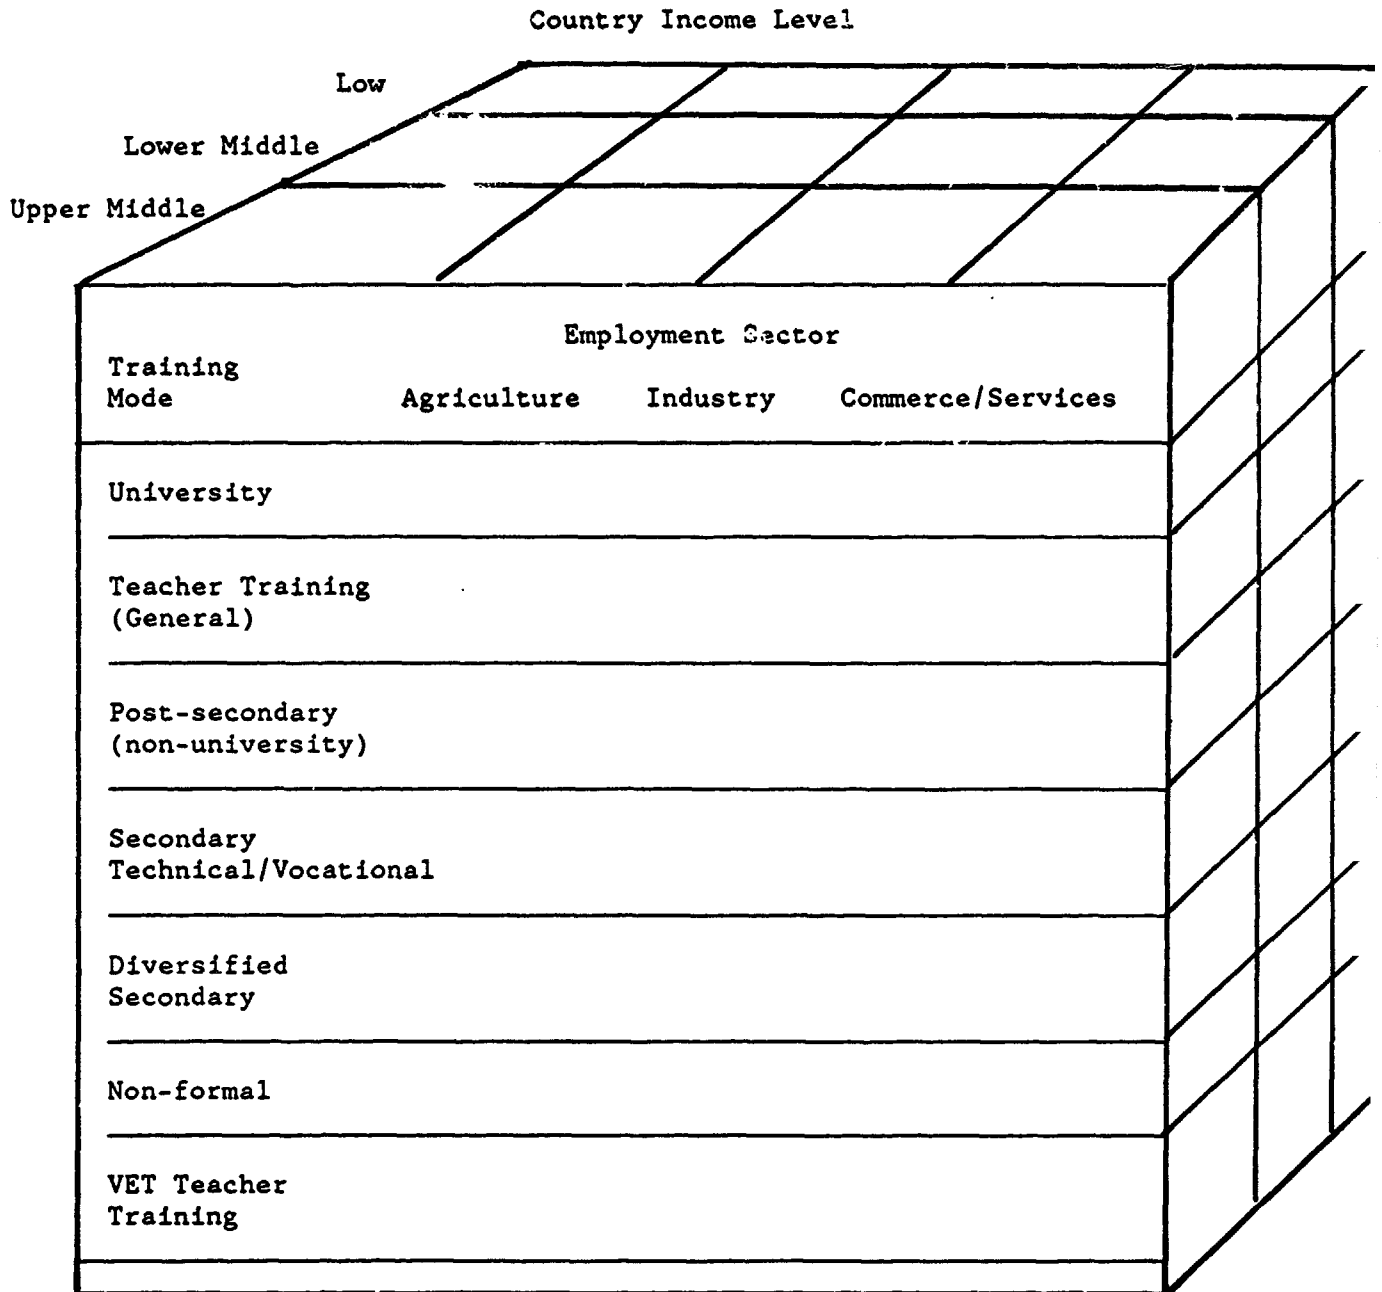 Country Income Level
Low
Lower Middle
Upper Middle
Employment Sector
Training
Mode
Agriculture Industry Commerce/Services
University
Teacher Training
(General)
Post-secondary
(non-university)
Secondary
Technical/Vocational
Diversified
Secondary
Non-formal
VET Teacher
Training